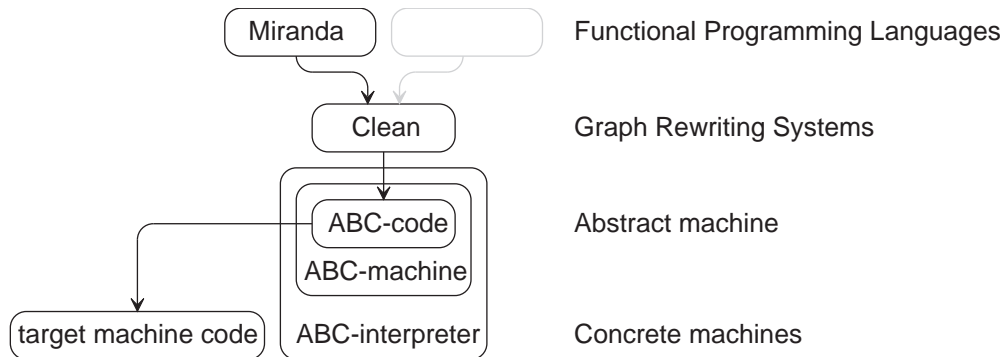 Miranda Functional Programming Languages
Clean Graph Rewriting Systems
ABC-code Abstract machine
ABC-machine
target machine code ABC-interpreter Concrete machines